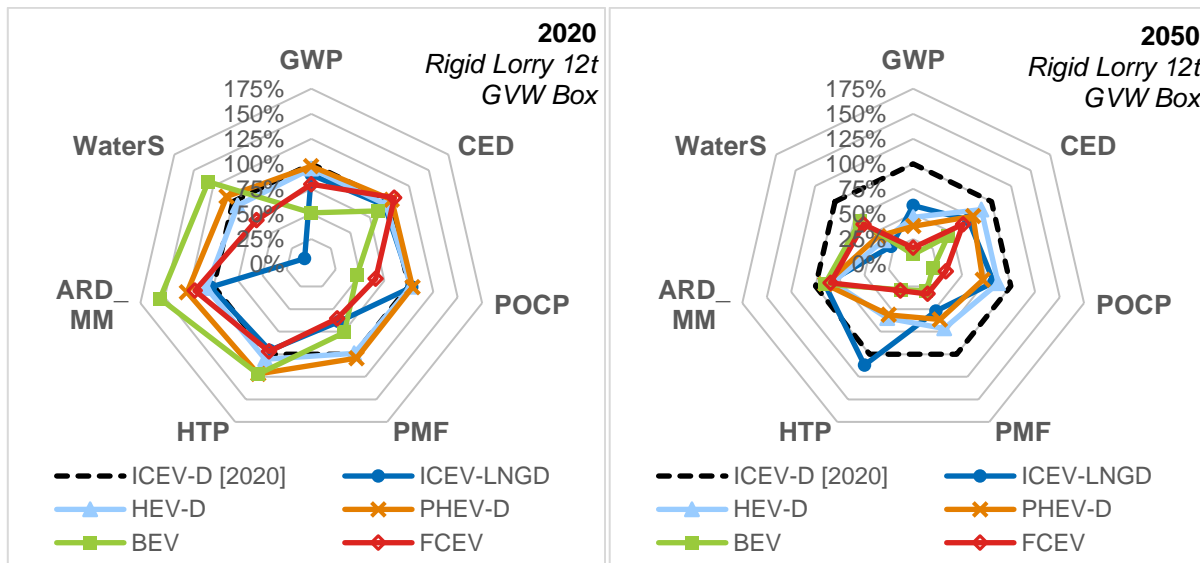 2020
Rigid Lorry 12t
GVW Box
GWP
175%
150%
125%
100%
75%
50%
25%
0%
WaterS
CED
ARD_
MM
POCP
HTP
PMF
ICEV-D [2020]
ICEV-LNGD
HEV-D
PHEV-D
BEV
FCEV
2050
Rigid Lorry 12t
GVW Box
GWP
175%
150%
125%
100%
75%
50%
25%
0%
WaterS
CED
ARD_
MM
POCP
HTP
PMF
ICEV-D [2020]
ICEV-LNGD
HEV-D
PHEV-D
BEV
FCEV